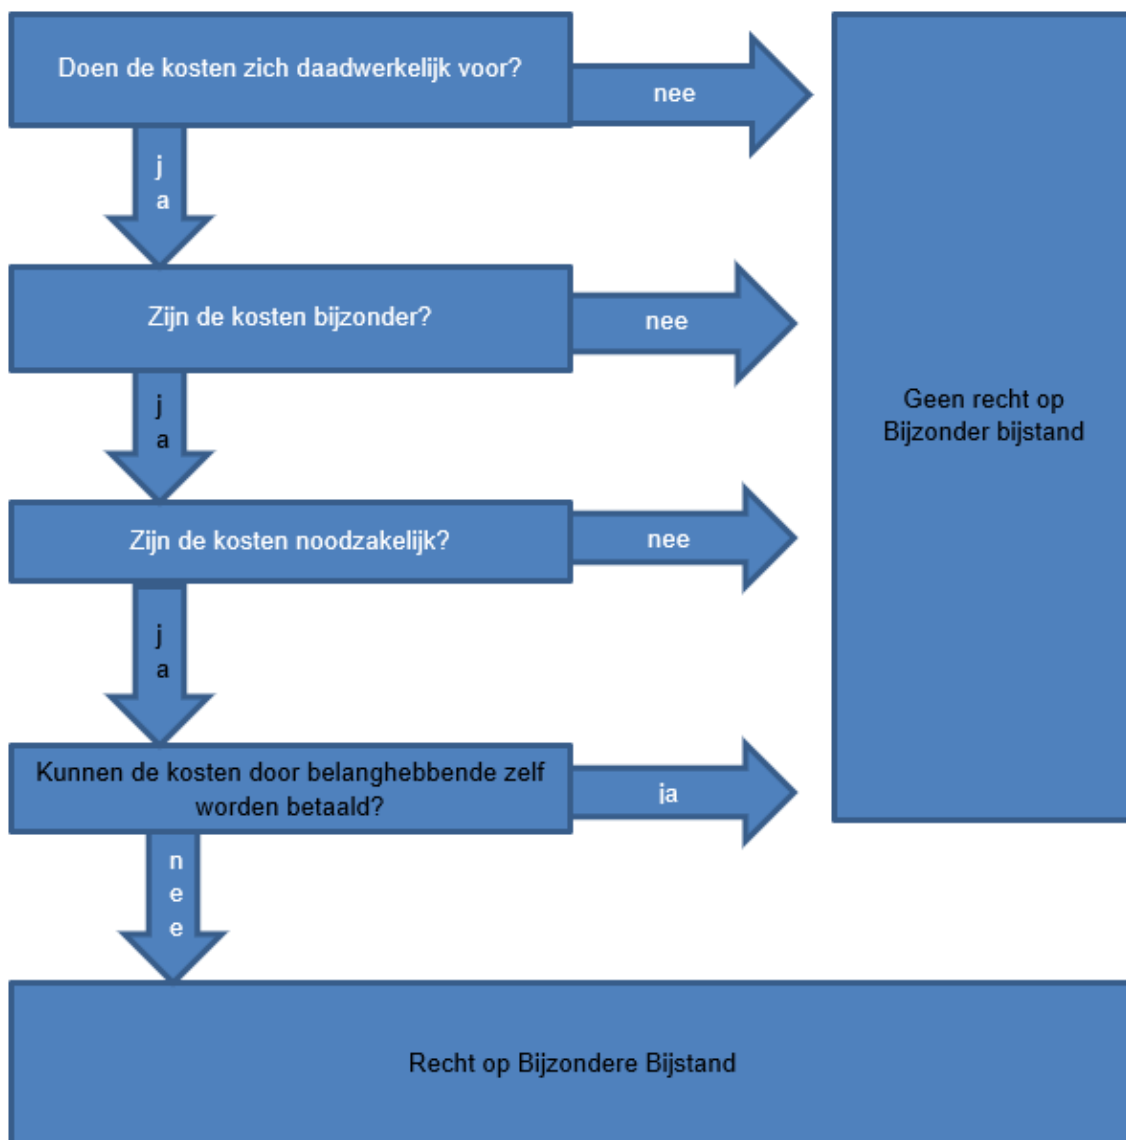 Doen de kosten zich daadwerkelijk voor?
nee
j
a
Zijn de kosten bijzonder?
nee
j
a
Geen recht op
Bijzonder bijstand
Zijn de kosten noodzakelijk?
nee
j
a
Kunnen de kosten door belanghebbende zelf
worden betaald?
ja
n
e
e
Recht op Bijzondere Bijstand